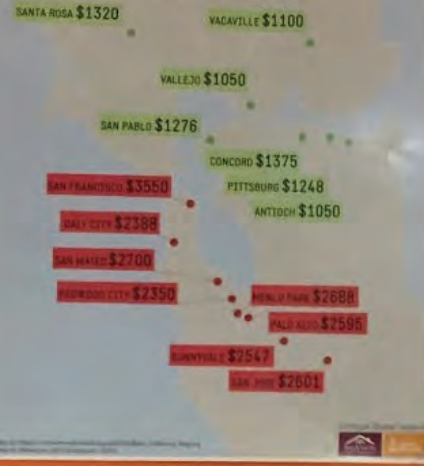 SANTA ROSA $1320
VACAVILLE $1100
VALLEJO $1050
SAN PABLO $1276
CONCORD $1375
PITTSBURG $1248
ANTIOCH $1050
SAN FRANCISCO $3550
DALY CITY $2388
SAN MATEO $2700
REDWOOD CITY $2350
MENLO PARK $2688
PALO ALTO $2595
SUNNYVALE $2547
SAN JOSE $2601